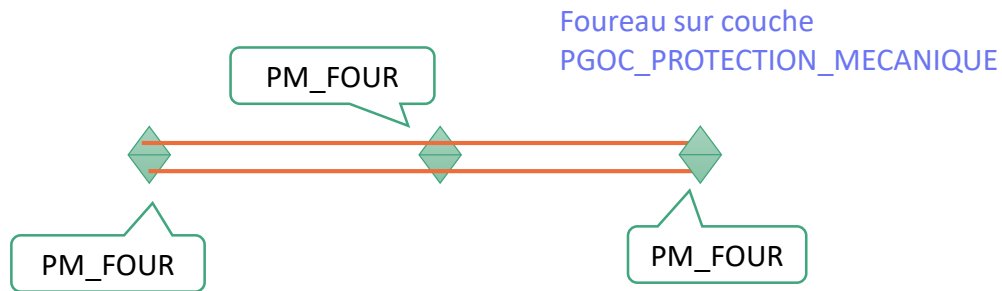 Foureau sur couche
PGOC_PROTECTION_MECANIQUE
PM_FOUR
PM_FOUR
PM_FOUR